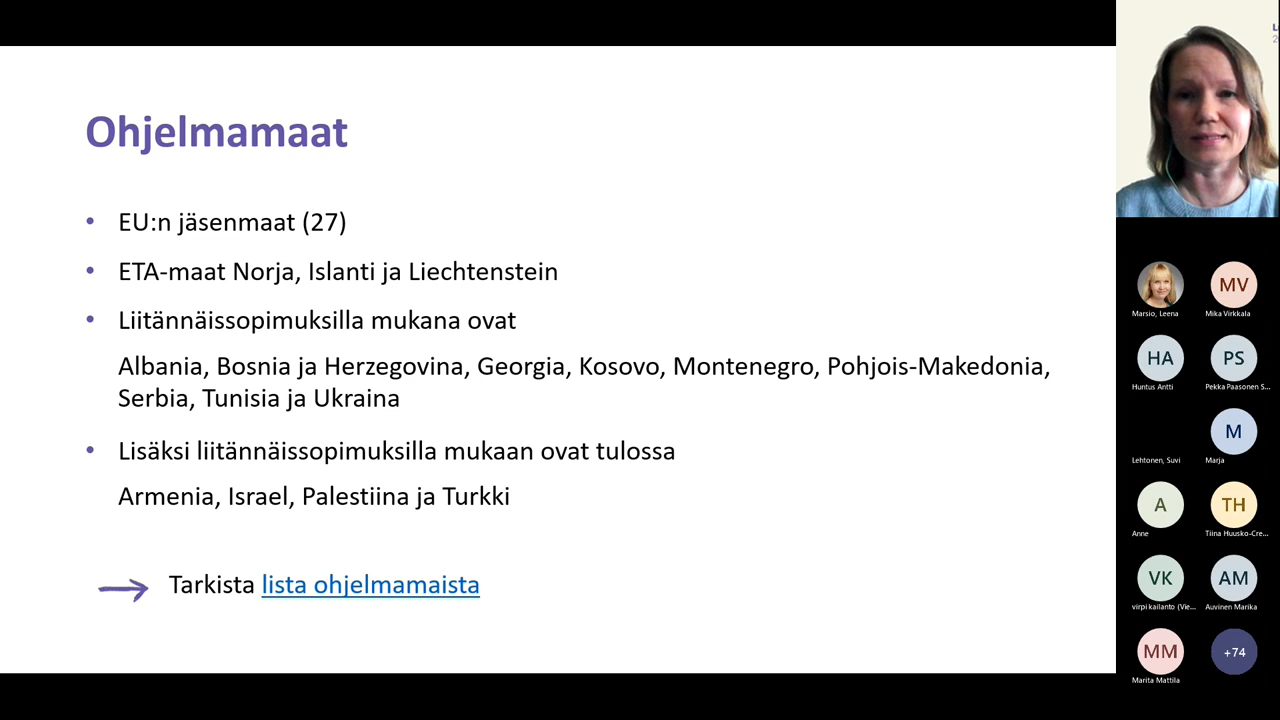 Ohjelmamaat
• EU:n jäsenmaat (27)
• ETA-maat Norja, Islanti ja Liechtenstein
• Liitännäissopimuksilla mukana ovat
Albania, Bosnia ja Herzegovina, Georgia, Kosovo, Montenegro, Pohjois-Makedonia,
Serbia, Tunisia ja Ukraina
• Lisäksi liitännäissopimuksilla mukaan ovat tulossa
Armenia, Israel, Palestiina ja Turkki
Tarkista lista ohjelmamaista
Marsio, Leena
MV
Mika Virkkala
HA
Huntus Antti
PS
Pekka Paasonen S...
Lehtonen, Suvi
M
Marja
A
Anne
TH
Tiina Huusko-Cre...
VK
virpi kailanto (Vie...
AM
Auvinen Marika
MM
Marita Mattila
+74